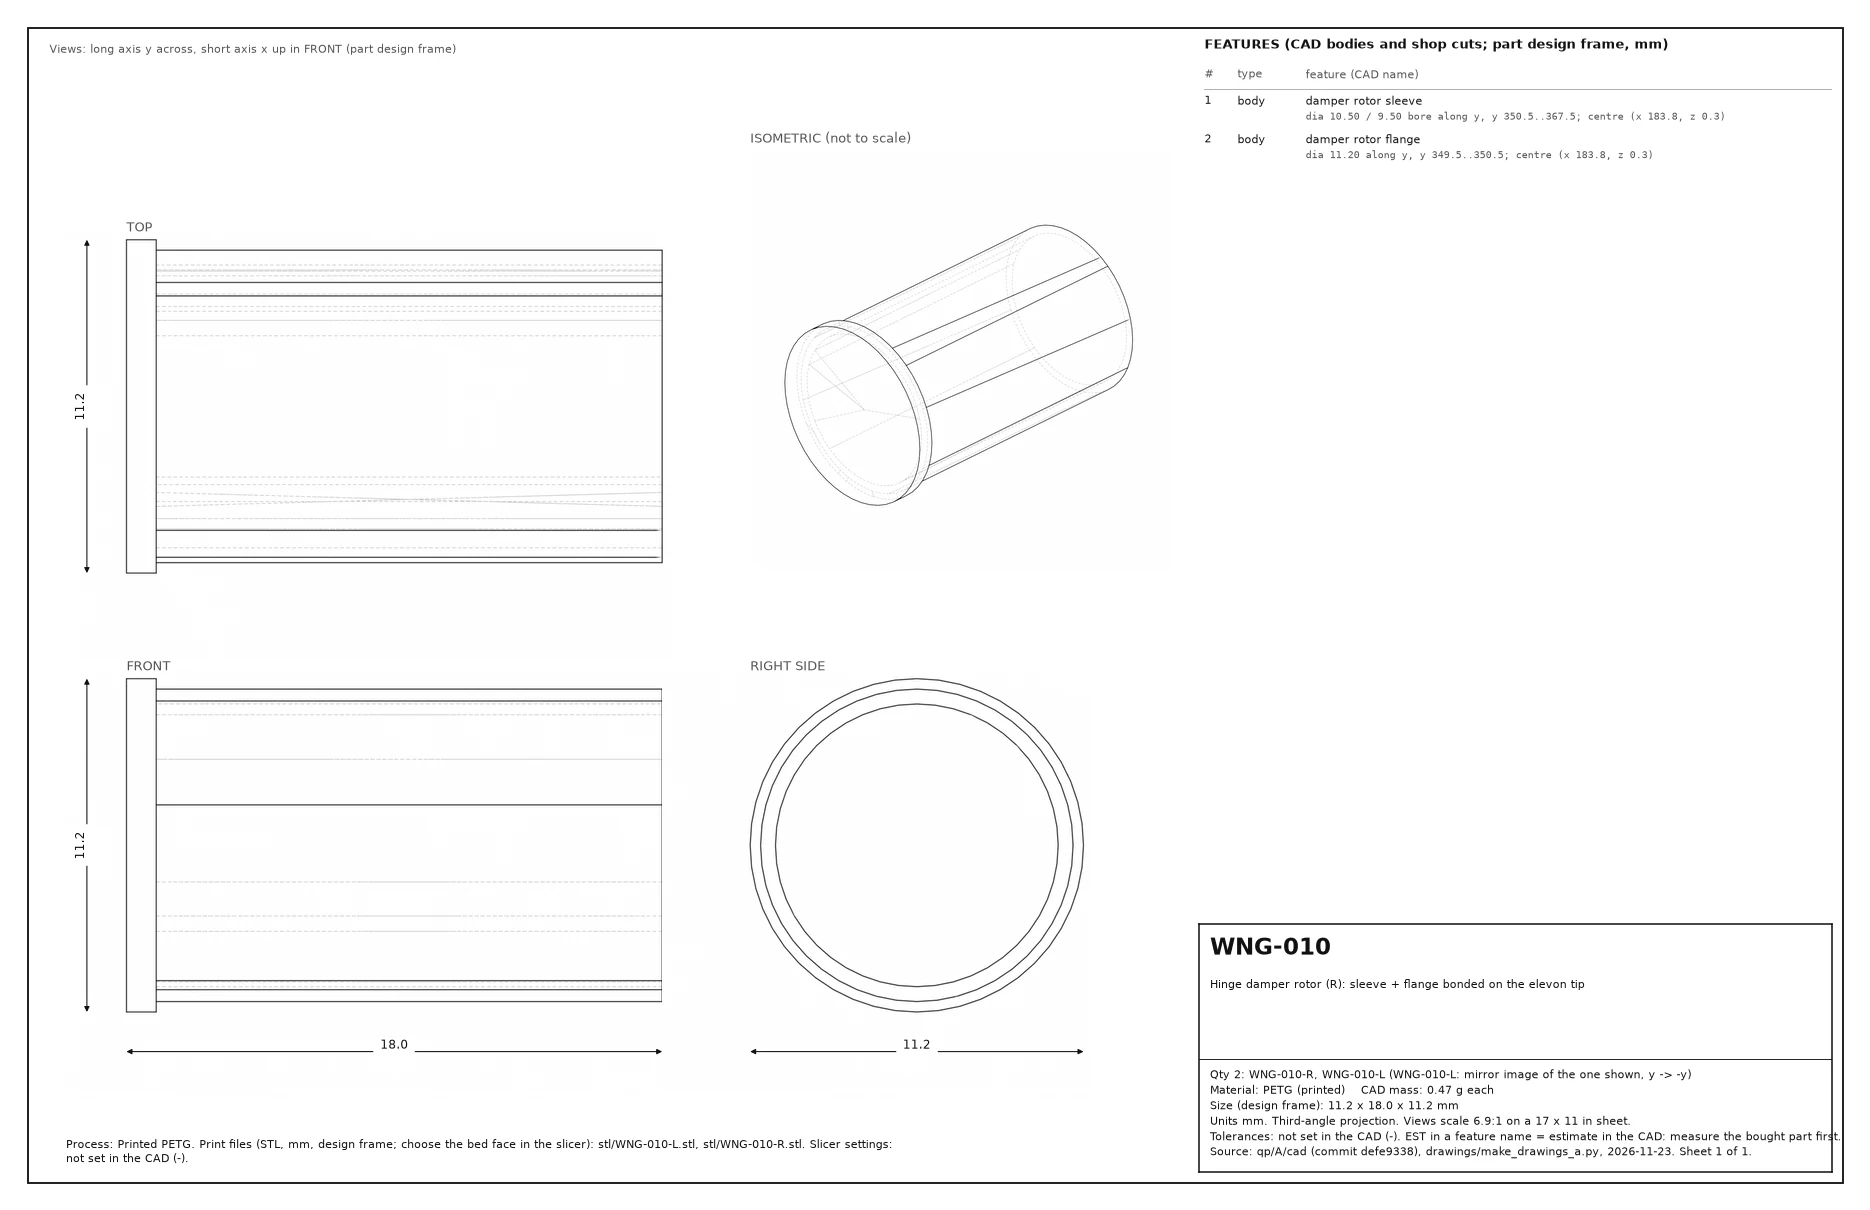 Views: long axis y across, short axis x up in FRONT (part design frame)
FEATURES (CAD bodies and shop cuts; part design frame, mm)
# type feature (CAD name)
1 body damper rotor sleeve
dia 10.50 / 9.50 bore along y, y 350.5..367.5; centre (x 183.8, z 0.3)
2 body damper rotor flange
dia 11.20 along y, y 349.5..350.5; centre (x 183.8, z 0.3)
ISOMETRIC (not to scale)
TOP
11.2
FRONT
11.2
18.0
RIGHT SIDE
11.2
WNG-010
Hinge damper rotor (R): sleeve + flange bonded on the elevon tip
Qty 2: WNG-010-R, WNG-010-L (WNG-010-L: mirror image of the one shown, y -> -y)
Material: PETG (printed) CAD mass: 0.47 g each
Size (design frame): 11.2 x 18.0 x 11.2 mm
Units mm. Third-angle projection. Views scale 6.9:1 on a 17 x 11 in sheet.
Tolerances: not set in the CAD (-). EST in a feature name = estimate in the CAD: measure the bought part first.
Source: qp/A/cad (commit defe9338), drawings/make_drawings_a.py, 2026-11-23. Sheet 1 of 1.
Process: Printed PETG. Print files (STL, mm, design frame; choose the bed face in the slicer): stl/WNG-010-L.stl, stl/WNG-010-R.stl. Slicer settings:
not set in the CAD (-).